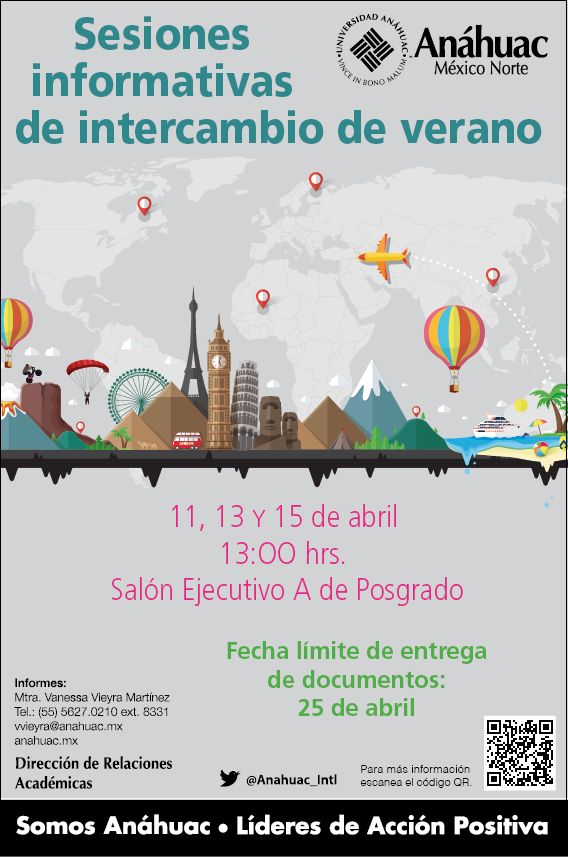 Sesiones
informativas
de intercambio de verano
UNIVERSIDAD ANÁHUAC
VINCE IN BONO MALUM
Anáhuac
México Norte
LONDON
11, 13 Y 15 de abril
13:OO hrs.
Salón Ejecutivo A de Posgrado
Fecha límite de entrega
de documentos:
25 de abril
Informes:
Mtra. Vanessa Vieyra Martínez
Tel.: (55) 5627.0210 ext. 8331
vvieyra@anahuac.mx
anahuac.mx
Dirección de Relaciones
Académicas
@Anahuac_Intl
Para más información
escanea el código QR.
Somos Anáhuac • Líderes de Acción Positiva